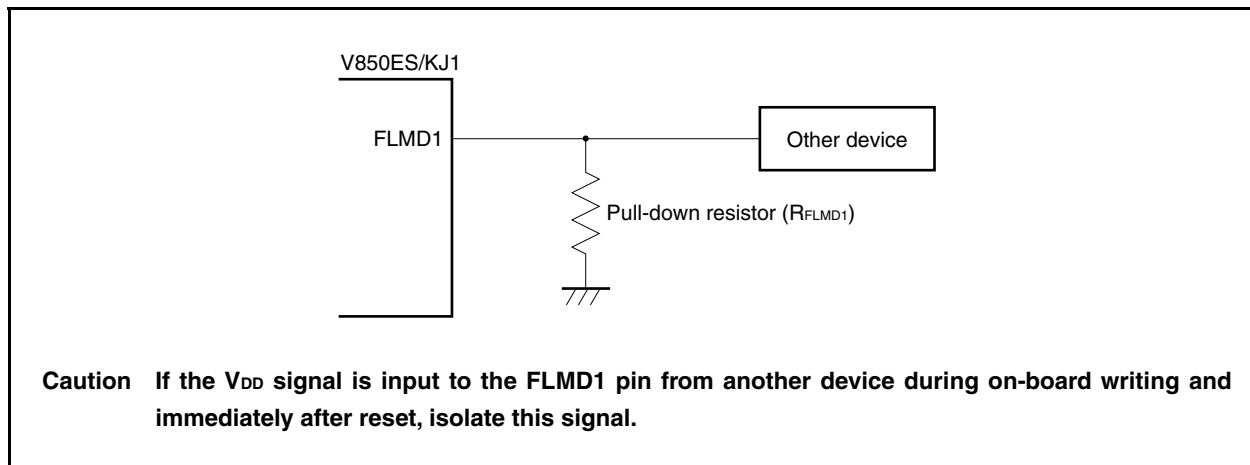 V850ES/KJ1
FLMD1
Other device
Pull-down resistor (RFLMD1)
Caution If the VDD signal is input to the FLMD1 pin from another device during on-board writing and
immediately after reset, isolate this signal.